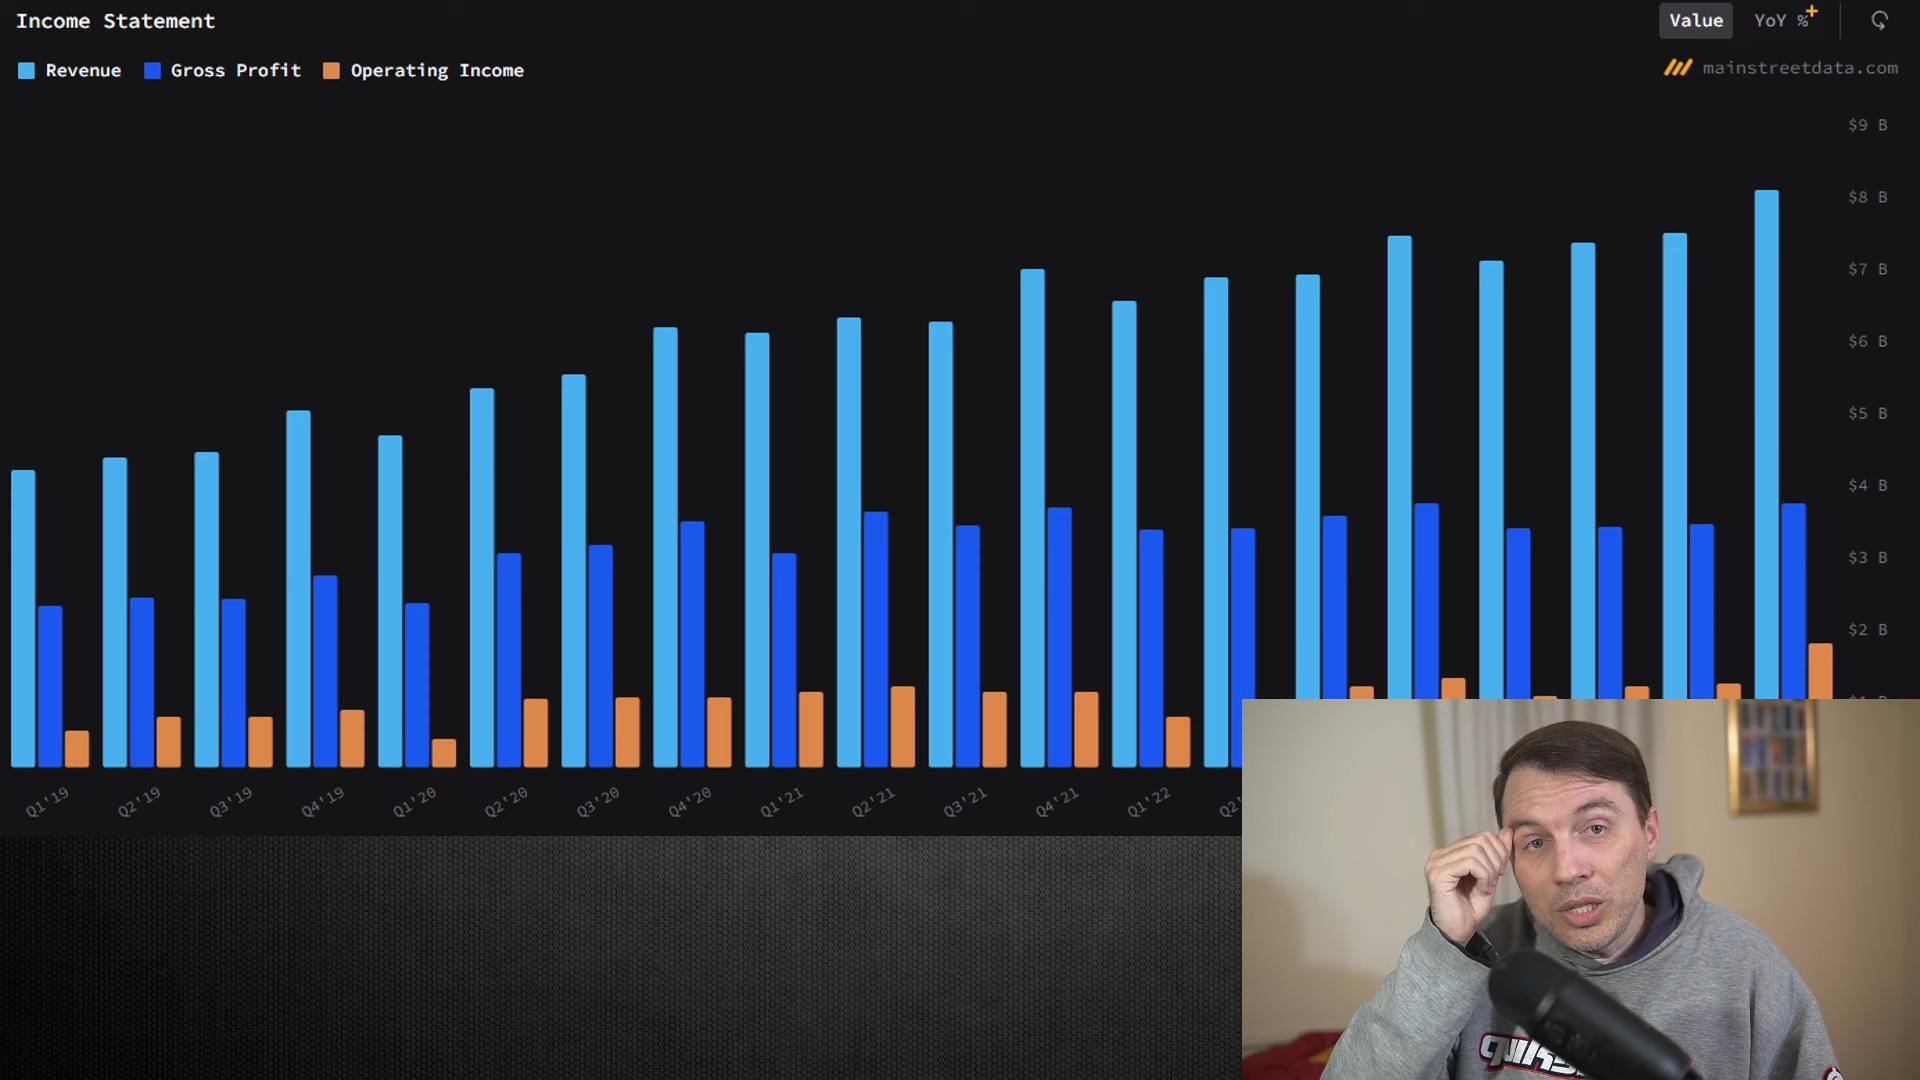 Income Statement
Value YoY %
Revenue Gross Profit Operating Income
mainstreetdata.com
$9 B
$8 B
$7 B
$6 B
$5 B
$4 B
$3 B
$2 B
Q1'19 Q2'19 Q3'19 Q4'19 Q1'20 Q2'20 Q3'20 Q4'20 Q1'21 Q2'21 Q3'21 Q4'21 Q1'22